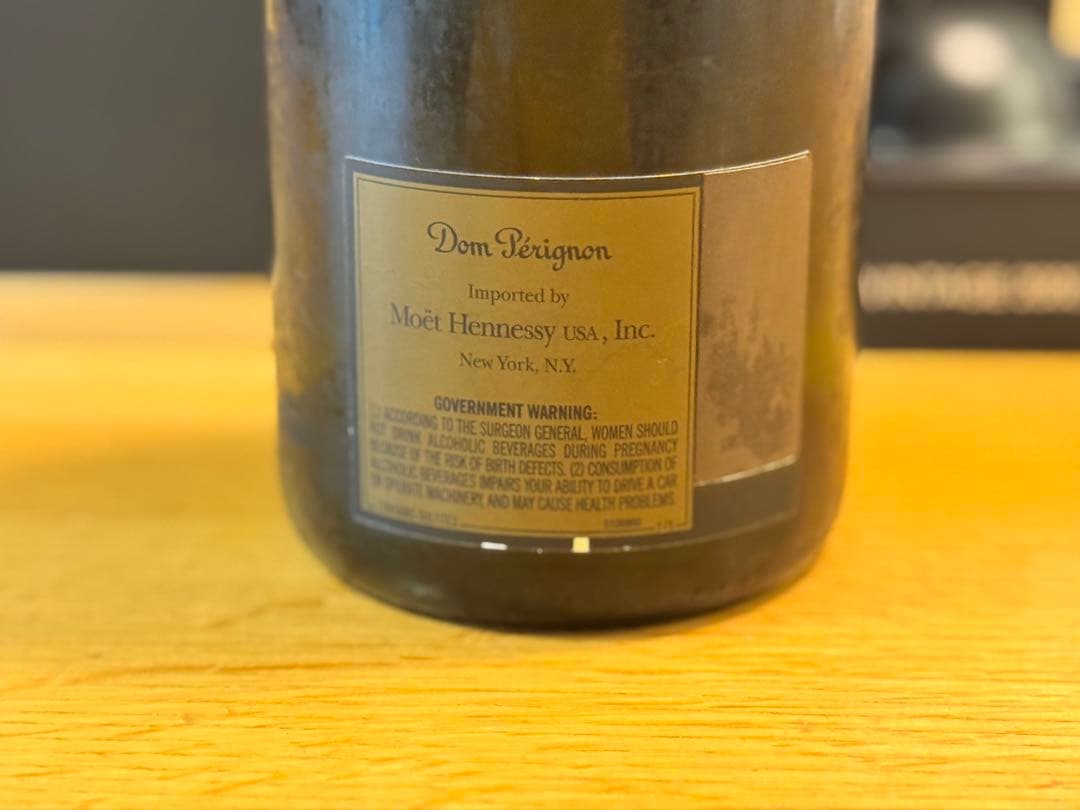 Dom Pérignon
Imported by
Moët Hennessy USA, Inc.
New York, N.Y.
GOVERNMENT WARNING:
(1) ACCORDING TO THE SURGEON GENERAL, WOMEN SHOULD
NOT DRINK ALCOHOLIC BEVERAGES DURING PREGNANCY
BECAUSE OF THE RISK OF BIRTH DEFECTS. (2) CONSUMPTION OF
ALCOHOLIC BEVERAGES IMPAIRS YOUR ABILITY TO DRIVE A CAR
OR OPERATE MACHINERY, AND MAY CAUSE HEALTH PROBLEMS.